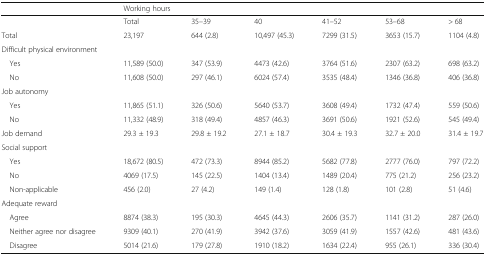 Working hours
Total 35–39 40 41–52 53–68 > 68
Total 23,197 644 (2.8) 10,497 (45.3) 7299 (31.5) 3653 (15.7) 1104 (4.8)
Difficult physical environment
Yes 11,589 (50.0) 347 (53.9) 4473 (42.6) 3764 (51.6) 2307 (63.2) 698 (63.2)
No 11,608 (50.0) 297 (46.1) 6024 (57.4) 3535 (48.4) 1346 (36.8) 406 (36.8)
Job autonomy
Yes 11,865 (51.1) 326 (50.6) 5640 (53.7) 3608 (49.4) 1732 (47.4) 559 (50.6)
No 11,332 (48.9) 318 (49.4) 4857 (46.3) 3691 (50.6) 1921 (52.6) 545 (49.4)
Job demand 29.3 ± 19.3 29.8 ± 19.2 27.1 ± 18.7 30.4 ± 19.3 32.7 ± 20.0 31.4 ± 19.7
Social support
Yes 18,672 (80.5) 472 (73.3) 8944 (85.2) 5682 (77.8) 2777 (76.0) 797 (72.2)
No 4069 (17.5) 145 (22.5) 1404 (13.4) 1489 (20.4) 775 (21.2) 256 (23.2)
Non-applicable 456 (2.0) 27 (4.2) 149 (1.4) 128 (1.8) 101 (2.8) 51 (4.6)
Adequate reward
Agree 8874 (38.3) 195 (30.3) 4645 (44.3) 2606 (35.7) 1141 (31.2) 287 (26.0)
Neither agree nor disagree 9309 (40.1) 270 (41.9) 3942 (37.6) 3059 (41.9) 1557 (42.6) 481 (43.6)
Disagree 5014 (21.6) 179 (27.8) 1910 (18.2) 1634 (22.4) 955 (26.1) 336 (30.4)